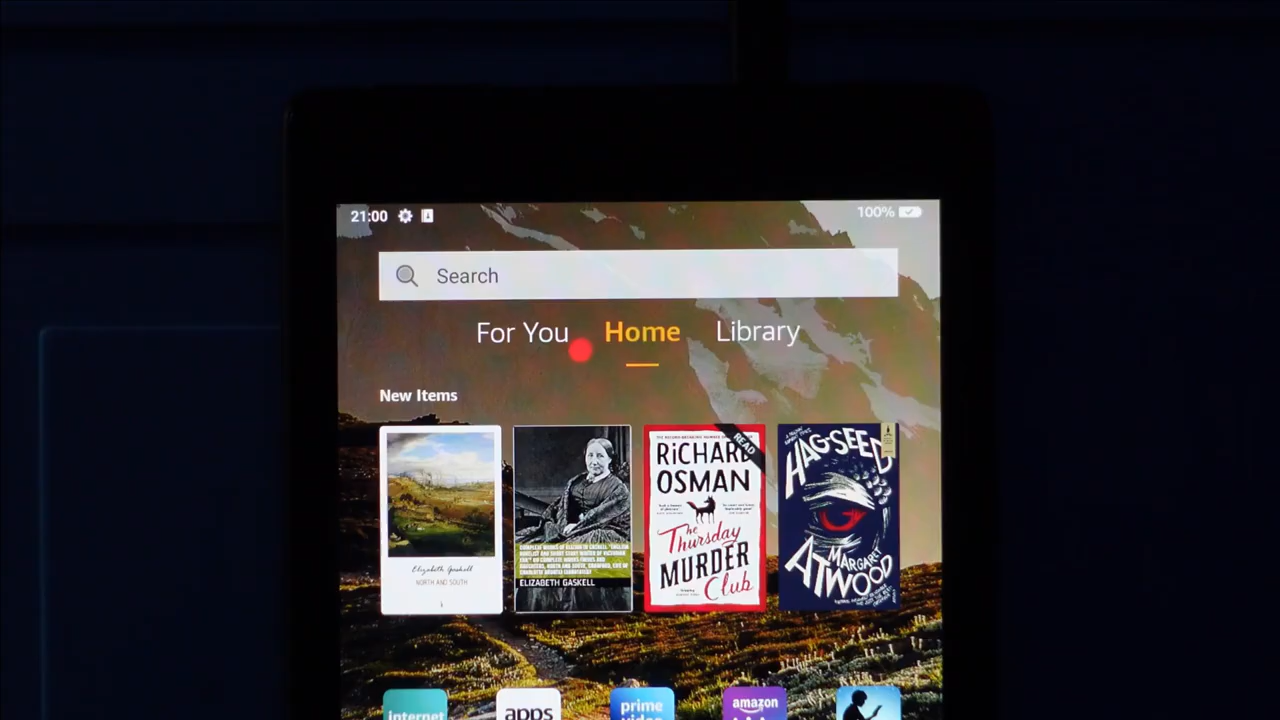 21:00
100%
Search
For You Home Library
New Items
Elizabeth Gaskell
NORTH AND SOUTH
ELIZABETH GASKELL
READ
RICHARD
OSMAN
The
Thursday
MURDER
Club
HAG-SEED
MARGARET
ATWOOD
internet
apps
prime
video
amazon